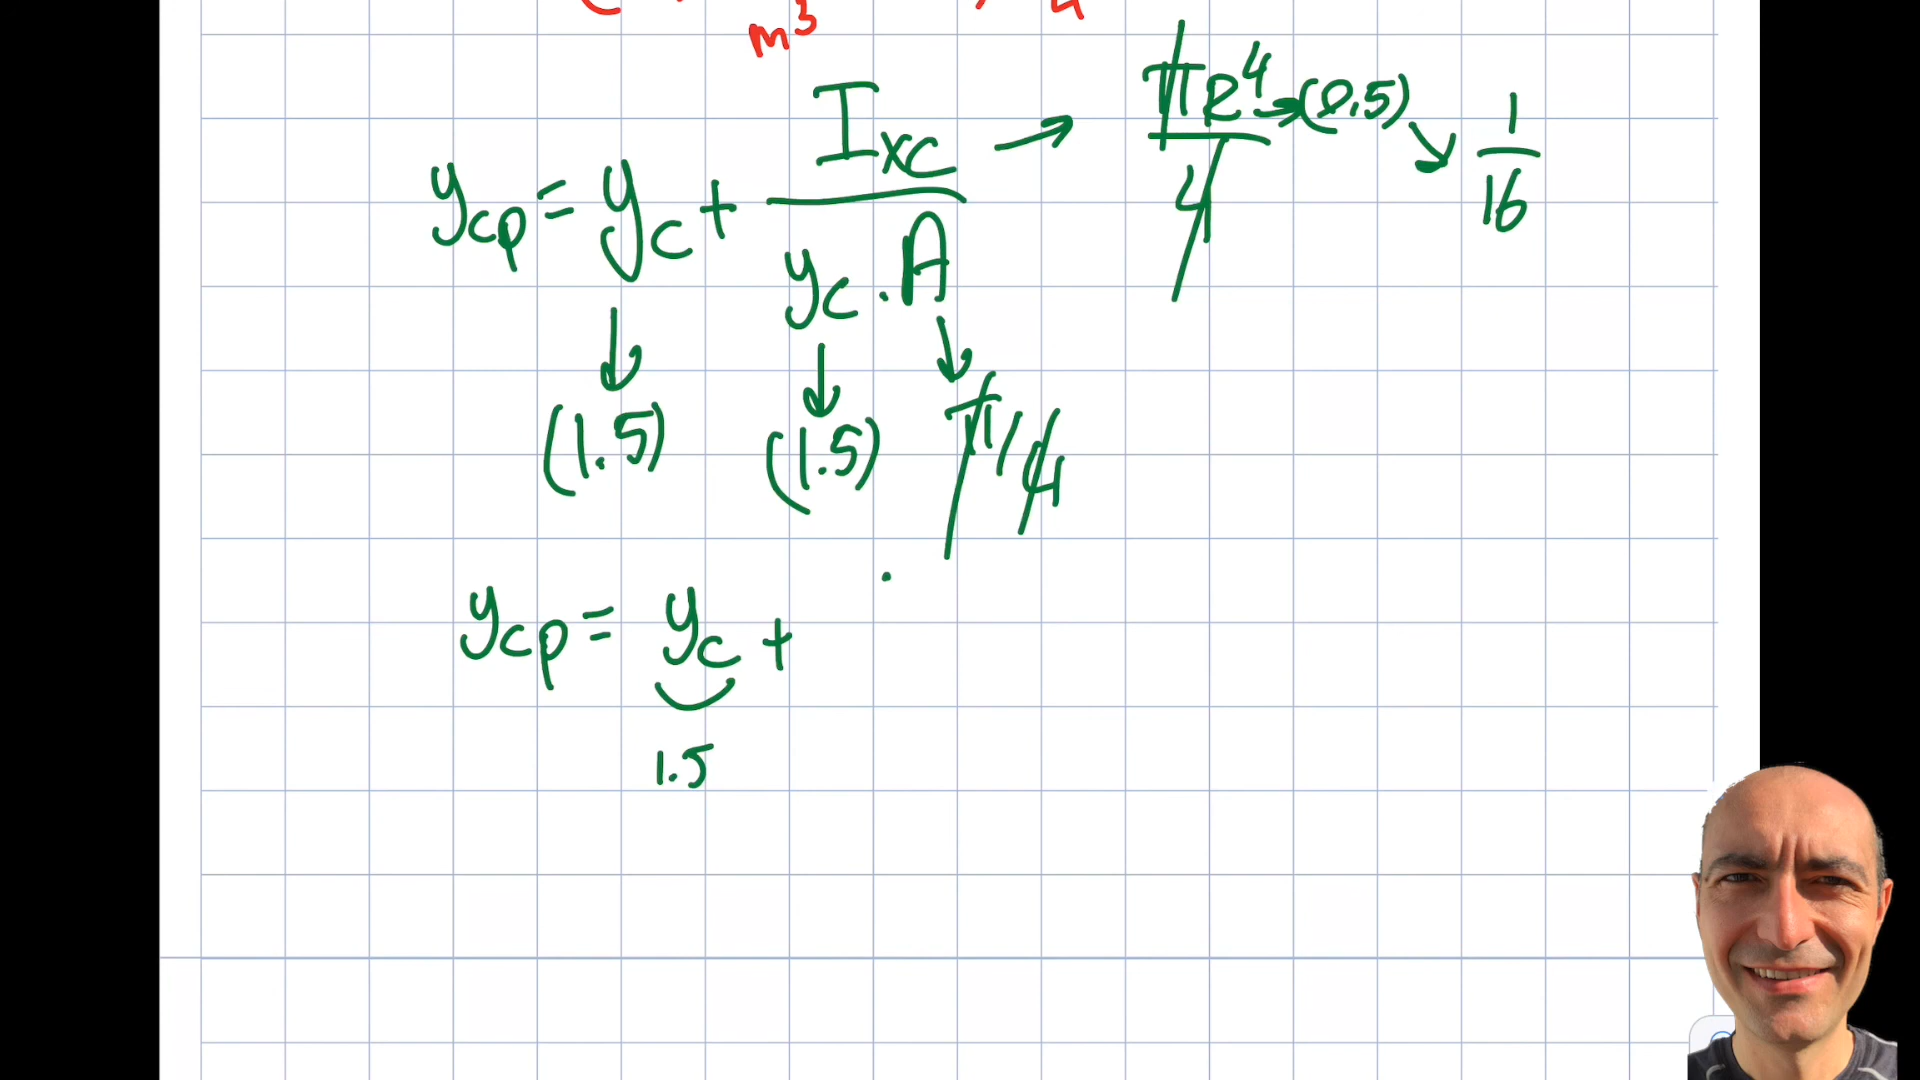 m³ 4
y_cp = y_c + I_xc / (y_c . A) → πR⁴ / 4 → (0.5) → 1/16
(1.5) (1.5) π/4
y_cp = y_c +
1.5